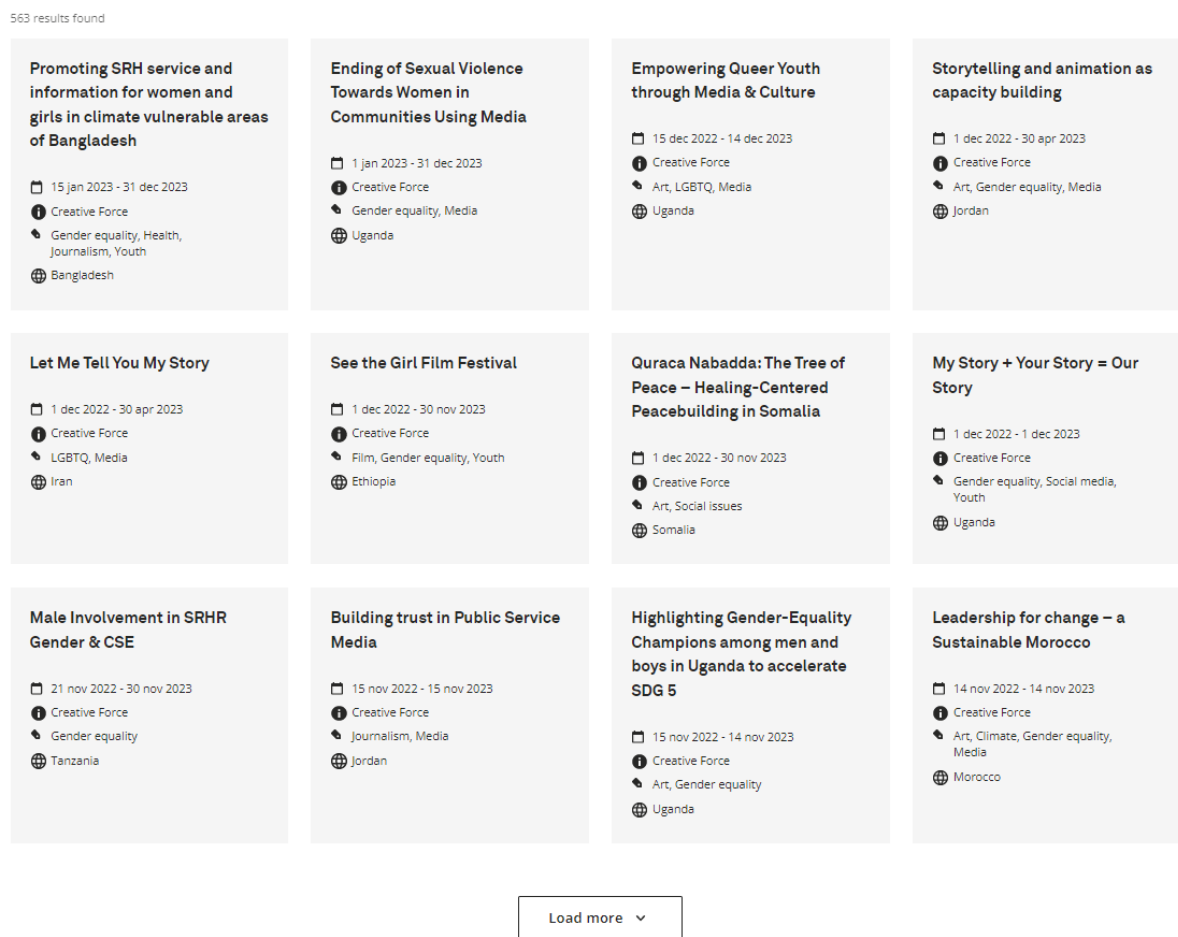 563 results found
Promoting SRH service and
information for women and
girls in climate vulnerable areas
of Bangladesh
15 jan 2023 - 31 dec 2023
Creative Force
Gender equality, Health,
Journalism, Youth
Bangladesh
Ending of Sexual Violence
Towards Women in
Communities Using Media
1 jan 2023 - 31 dec 2023
Creative Force
Gender equality, Media
Uganda
Empowering Queer Youth
through Media & Culture
15 dec 2022 - 14 dec 2023
Creative Force
Art, LGBTQ, Media
Uganda
Storytelling and animation as
capacity building
1 dec 2022 - 30 apr 2023
Creative Force
Art, Gender equality, Media
Jordan
Let Me Tell You My Story
1 dec 2022 - 30 apr 2023
Creative Force
LGBTQ, Media
Iran
See the Girl Film Festival
1 dec 2022 - 30 nov 2023
Creative Force
Film, Gender equality, Youth
Ethiopia
Quraca Nabadda: The Tree of
Peace – Healing-Centered
Peacebuilding in Somalia
1 dec 2022 - 30 nov 2023
Creative Force
Art, Social issues
Somalia
My Story + Your Story = Our
Story
1 dec 2022 - 1 dec 2023
Creative Force
Gender equality, Social media,
Youth
Uganda
Male Involvement in SRHR
Gender & CSE
21 nov 2022 - 30 nov 2023
Creative Force
Gender equality
Tanzania
Building trust in Public Service
Media
15 nov 2022 - 15 nov 2023
Creative Force
Journalism, Media
Jordan
Highlighting Gender-Equality
Champions among men and
boys in Uganda to accelerate
SDG 5
15 nov 2022 - 14 nov 2023
Creative Force
Art, Gender equality
Uganda
Leadership for change – a
Sustainable Morocco
14 nov 2022 - 14 nov 2023
Creative Force
Art, Climate, Gender equality,
Media
Morocco
Load more